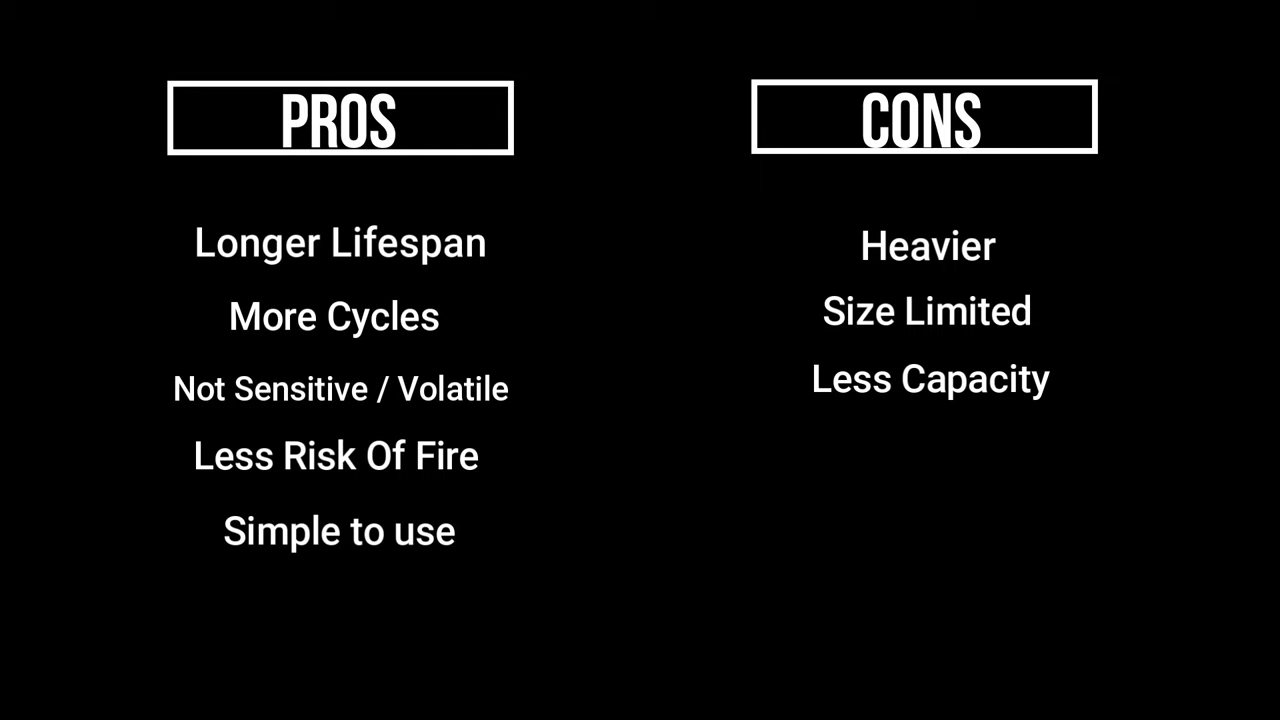 PROS
Longer Lifespan
More Cycles
Not Sensitive / Volatile
Less Risk Of Fire
Simple to use
CONS
Heavier
Size Limited
Less Capacity